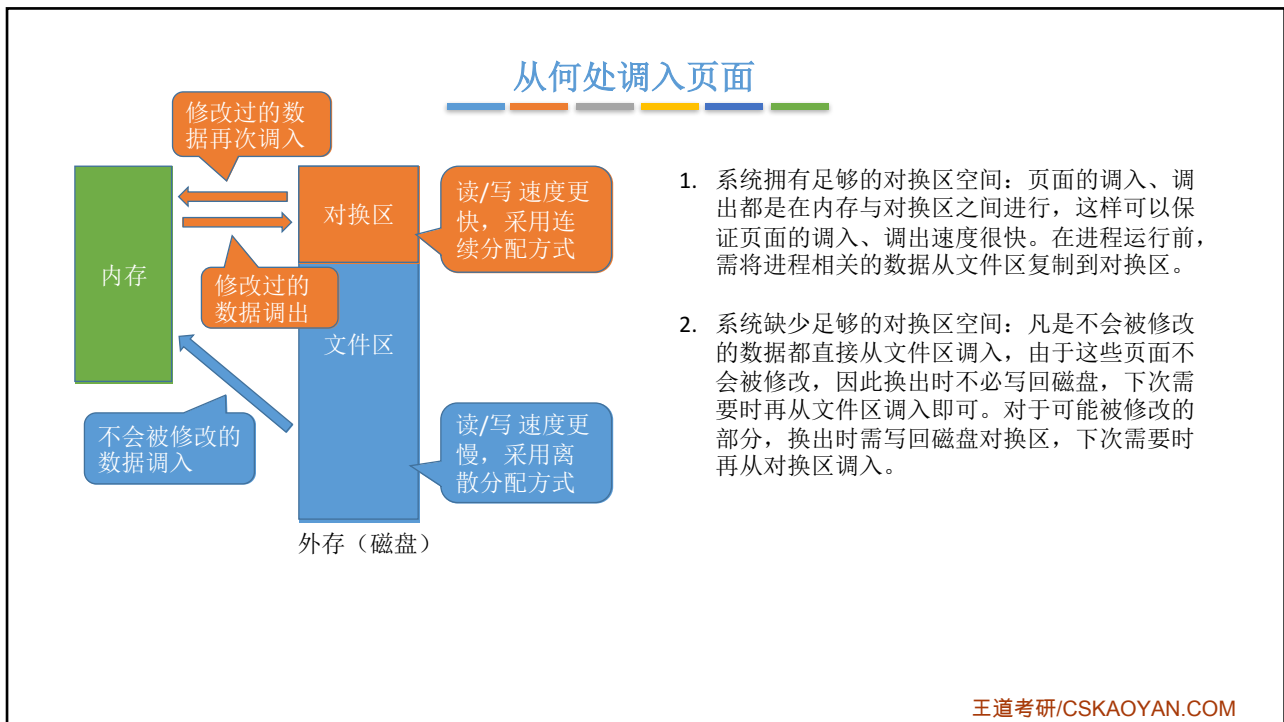 从何处调入页面
修改过的数
据再次调入
内存
对换区
读/写 速度更
快，采用连
续分配方式
修改过的
数据调出
文件区
不会被修改的
数据调入
读/写 速度更
慢，采用离
散分配方式
外存（磁盘）
1. 系统拥有足够的对换区空间：页面的调入、调
出都是在内存与对换区之间进行，这样可以保
证页面的调入、调出速度很快。在进程运行前，
需将进程相关的数据从文件区复制到对换区。
2. 系统缺少足够的对换区空间：凡是不会被修改
的数据都直接从文件区调入，由于这些页面不
会被修改，因此换出时不必写回磁盘，下次需
要时再从文件区调入即可。对于可能被修改的
部分，换出时需写回磁盘对换区，下次需要时
再从对换区调入。
王道考研/CSKAOYAN.COM